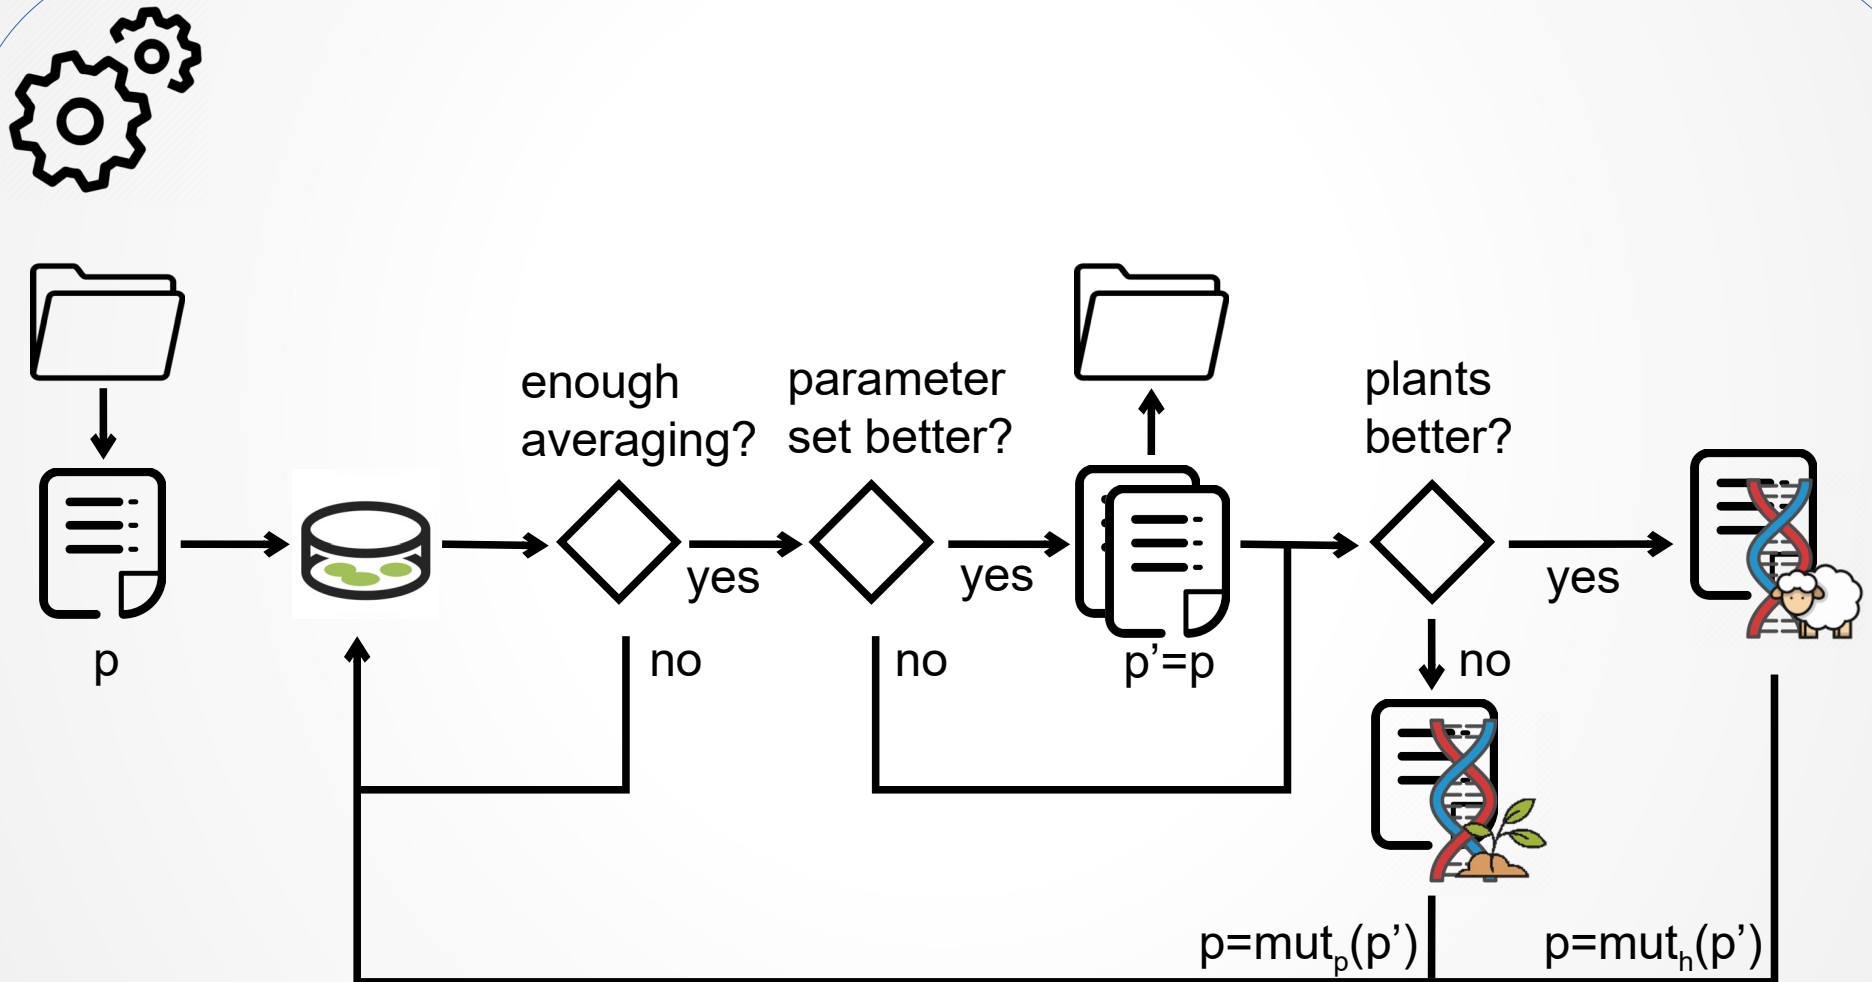 enough
averaging?
parameter
set better?
plants
better?
yes
yes
yes
p
no
no
p’=p
no
p=mutp(p’)
p=muth(p’)